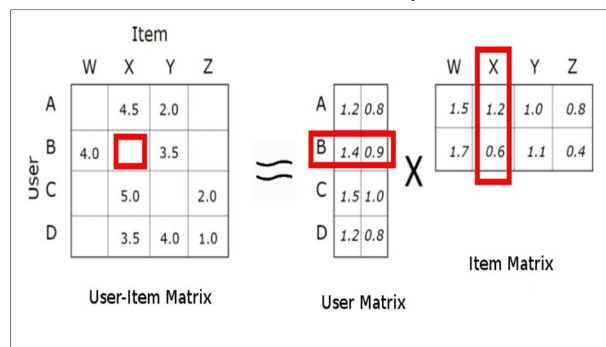 Item
W X Y Z W X Y Z
A 4.5 2.0 A 1.2 0.8 1.5 1.2 1.0 0.8
B 4.0 3.5 B 1.4 0.9 1.7 0.6 1.1 0.4
User
≈ X
C 5.0 2.0 C 1.5 1.0
D 3.5 4.0 1.0 D 1.2 0.8
Item Matrix
User-Item Matrix User Matrix